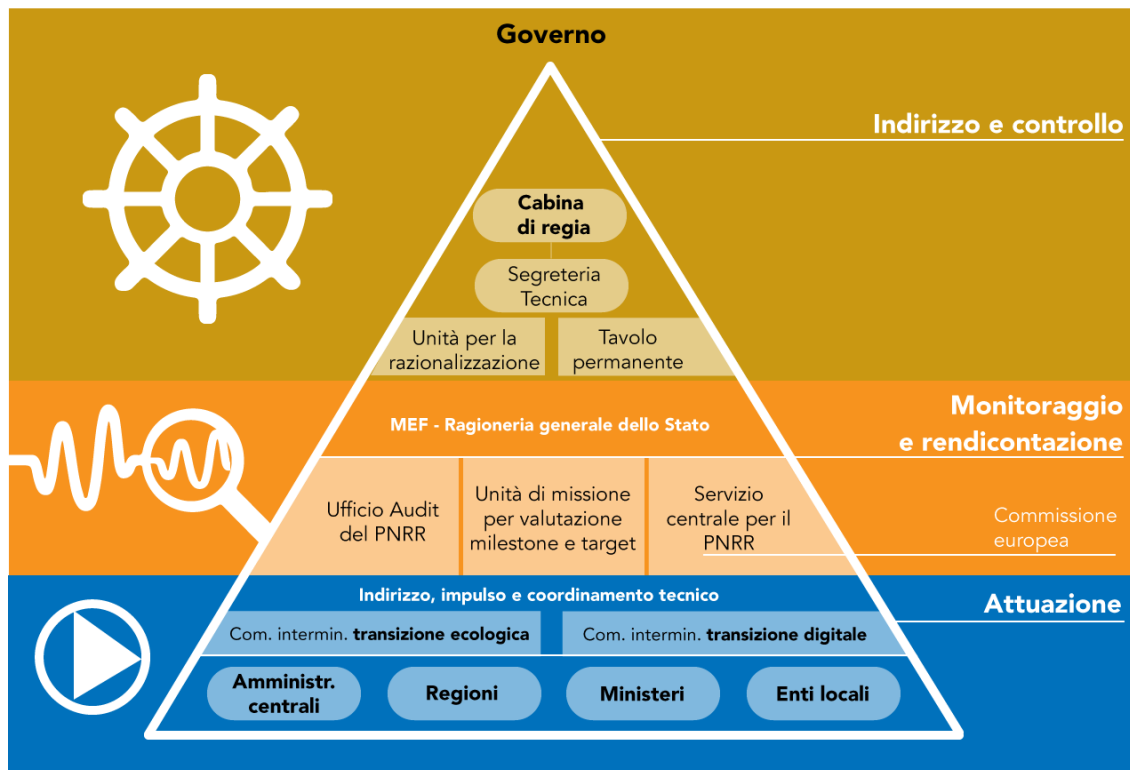 Governo
Indirizzo e controllo
Cabina
di regia
Segreteria
Tecnica
Unità per la
razionalizzazione
Tavolo
permanente
Monitoraggio
e rendicontazione
MEF - Ragioneria generale dello Stato
Ufficio Audit
del PNRR
Unità di missione
per valutazione
milestone e target
Servizio
centrale per il
PNRR
Commissione
europea
Indirizzo, impulso e coordinamento tecnico
Attuazione
Com. intermin. transizione ecologica
Com. intermin. transizione digitale
Amministr.
centrali
Regioni
Ministeri
Enti locali